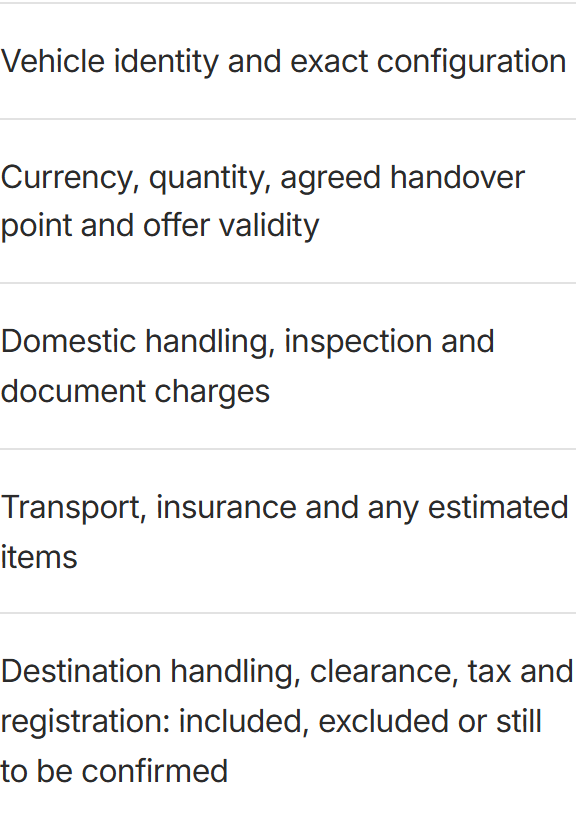 Vehicle identity and exact configuration
Currency, quantity, agreed handover
point and offer validity
Domestic handling, inspection and
document charges
Transport, insurance and any estimated
items
Destination handling, clearance, tax and
registration: included, excluded or still
to be confirmed